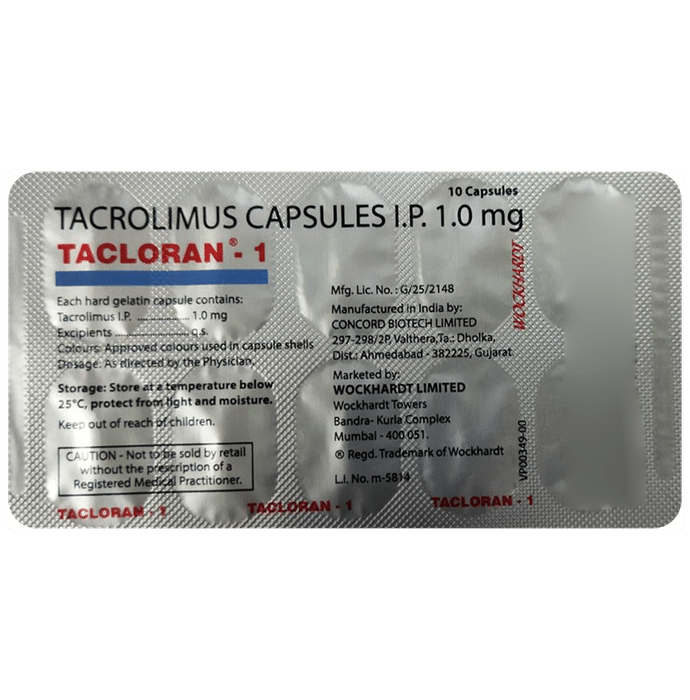 10 Capsules
TACROLIMUS CAPSULES I.P. 1.0 mg
TACLORAN® - 1
Each hard gelatin capsule contains:
Tacrolimus I.P. .................. 1.0 mg
Excipients .......................... q.s.
Colours: Approved colours used in capsule shells
Dosage: As directed by the Physician.
Storage: Store at a temperature below
25°C, protect from light and moisture.
Keep out of reach of children.
CAUTION - Not to be sold by retail
without the prescription of a
Registered Medical Practitioner.
Mfg. Lic. No. : G/25/2148
Manufactured in India by:
CONCORD BIOTECH LIMITED
297-298/2P, Valthera,Ta.: Dholka,
Dist.: Ahmedabad - 382225, Gujarat.
Marketed by:
WOCKHARDT LIMITED
Wockhardt Towers
Bandra- Kurla Complex
Mumbai - 400 051.
® Regd. Trademark of Wockhardt
L.I. No. m-5814
WOCKHARDT
VP00349-00
TACLORAN - 1
TACLORAN - 1
TACLORAN - 1